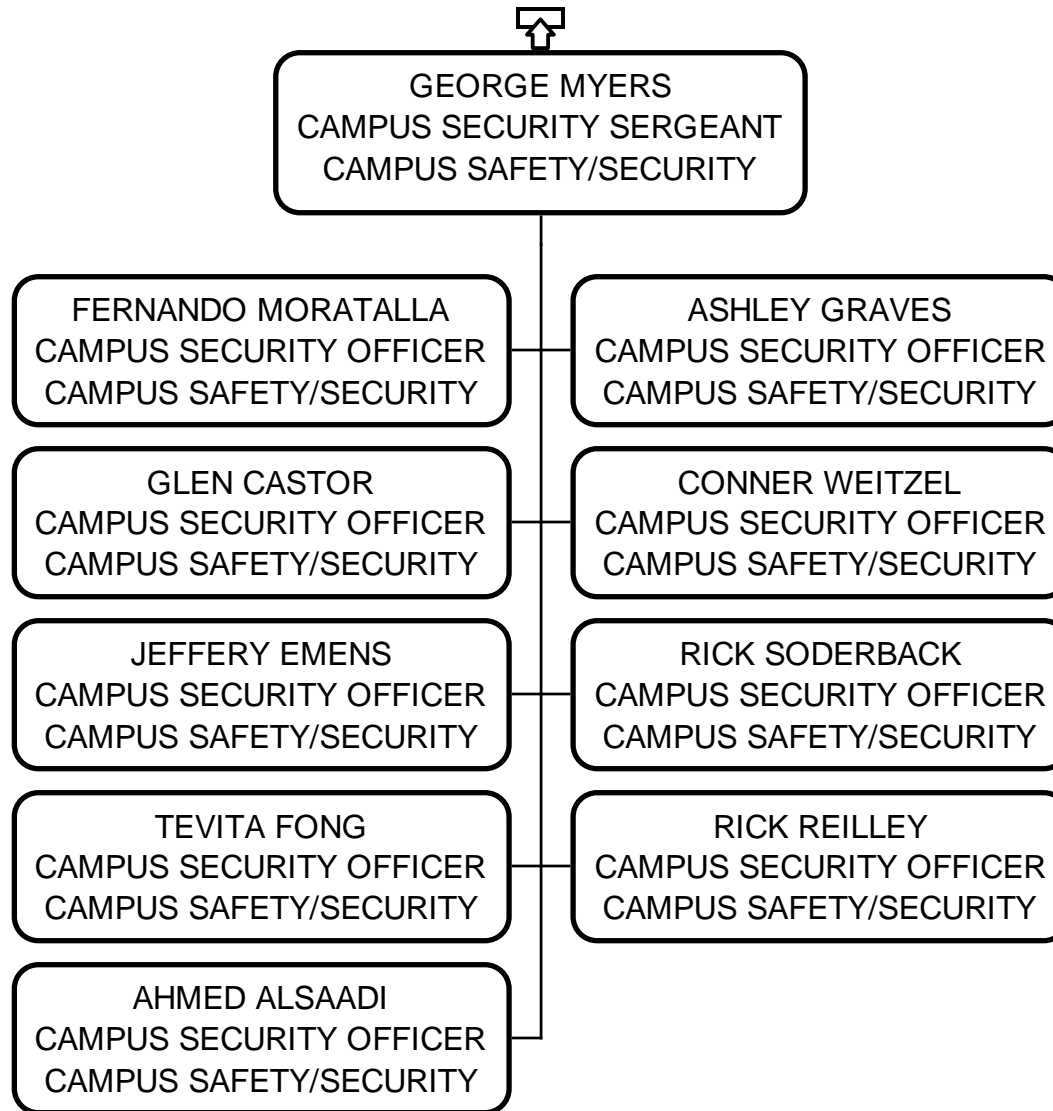 GEORGE MYERS
CAMPUS SECURITY SERGEANT
CAMPUS SAFETY/SECURITY
FERNANDO MORATALLA
CAMPUS SECURITY OFFICER
CAMPUS SAFETY/SECURITY
ASHLEY GRAVES
CAMPUS SECURITY OFFICER
CAMPUS SAFETY/SECURITY
GLEN CASTOR
CAMPUS SECURITY OFFICER
CAMPUS SAFETY/SECURITY
CONNER WEITZEL
CAMPUS SECURITY OFFICER
CAMPUS SAFETY/SECURITY
JEFFERY EMENS
CAMPUS SECURITY OFFICER
CAMPUS SAFETY/SECURITY
RICK SODERBACK
CAMPUS SECURITY OFFICER
CAMPUS SAFETY/SECURITY
TEVITA FONG
CAMPUS SECURITY OFFICER
CAMPUS SAFETY/SECURITY
RICK REILLEY
CAMPUS SECURITY OFFICER
CAMPUS SAFETY/SECURITY
AHMED ALSAADI
CAMPUS SECURITY OFFICER
CAMPUS SAFETY/SECURITY